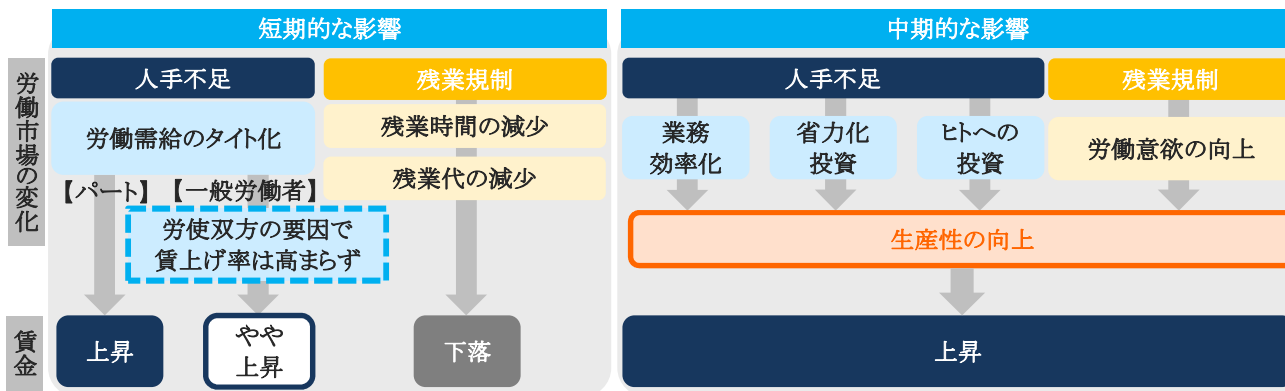 短期的な影響
中期的な影響
労働市場の変化
人手不足
残業規制
人手不足
残業規制
労働需給のタイト化
残業時間の減少
残業代の減少
業務
効率化
省力化
投資
ヒトへの
投資
労働意欲の向上
【パート】
【一般労働者】
労使双方の要因で
賃上げ率は高まらず
生産性の向上
賃金
上昇
やや
上昇
下落
上昇